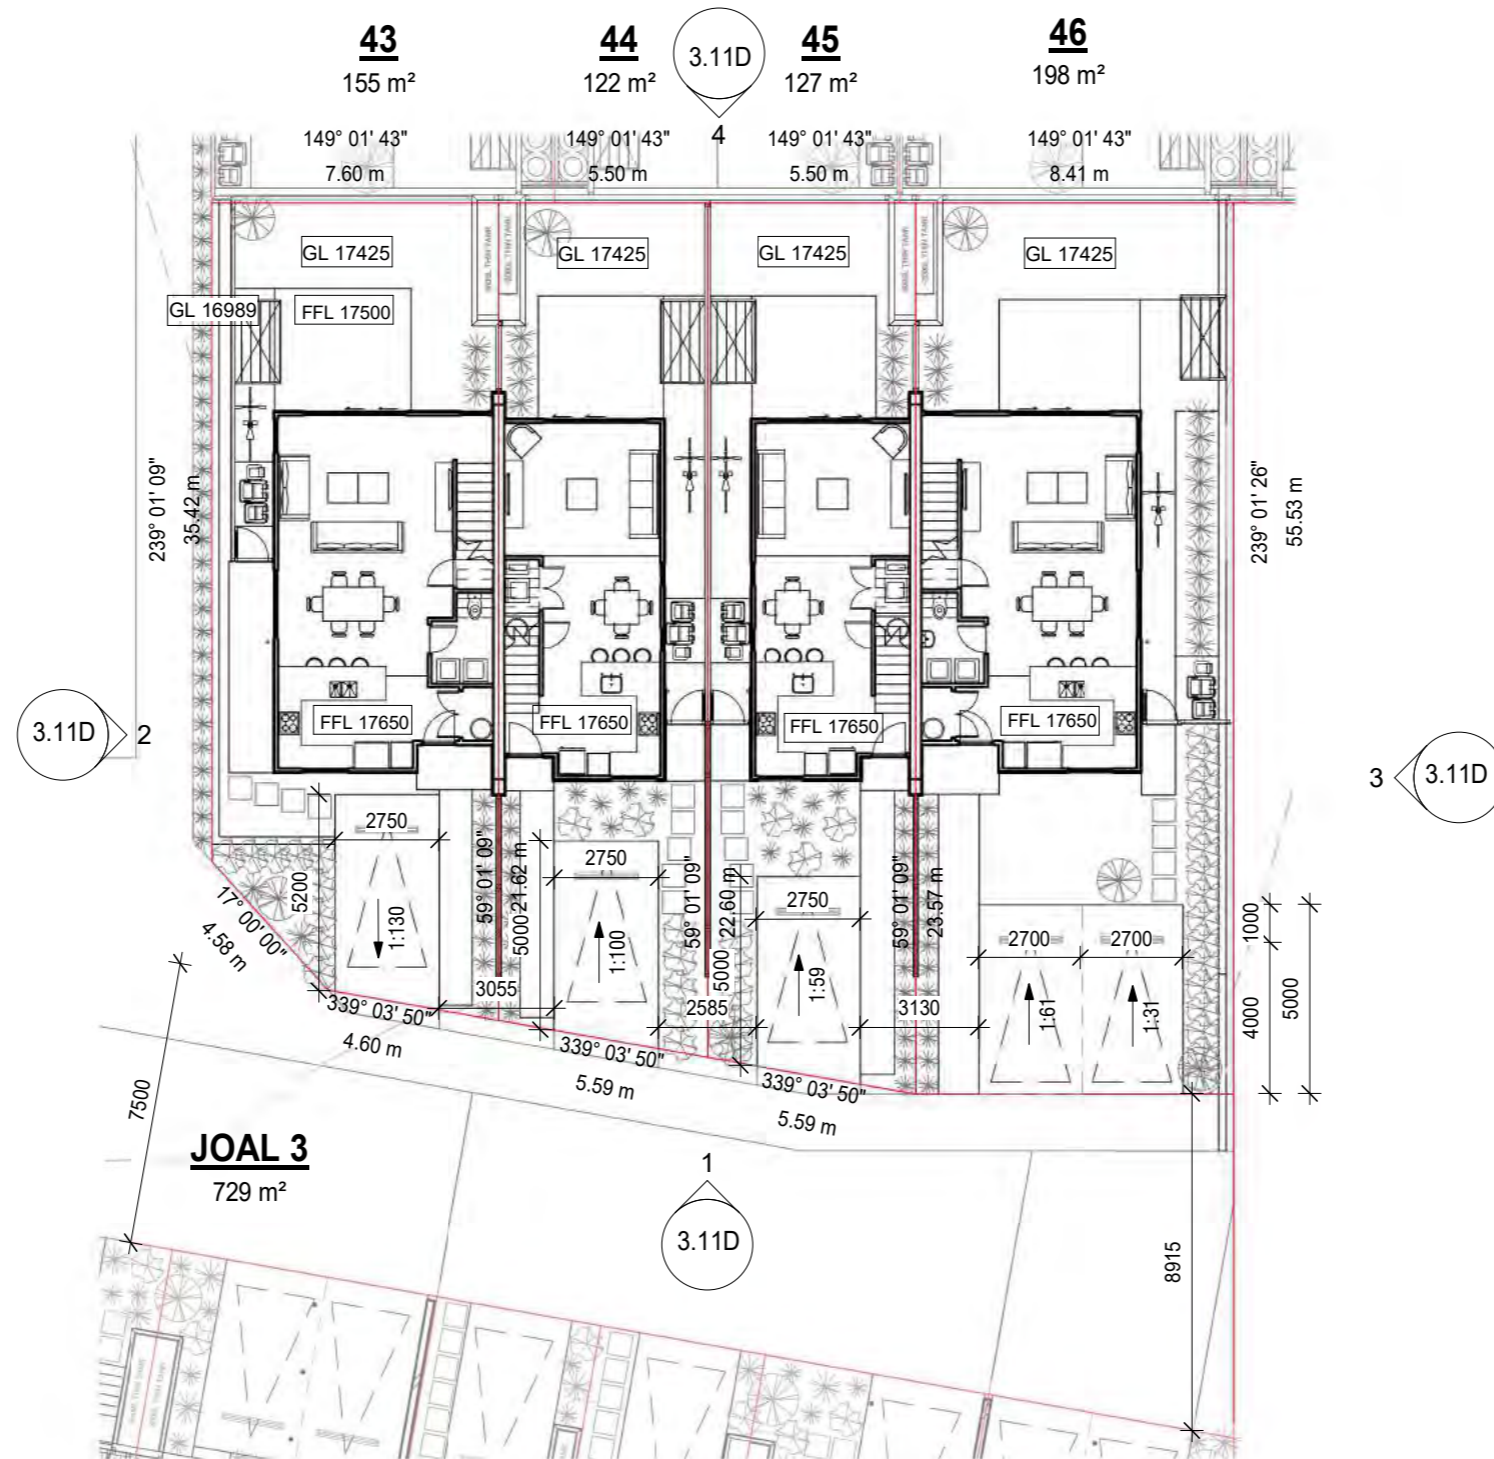 43
155 m²
44
122 m²
3.11D
4
45
127 m²
46
198 m²
149° 01' 43"
7.60 m
149° 01' 43"
5.50 m
149° 01' 43"
5.50 m
149° 01' 43"
8.41 m
GL 17425
GL 17425
GL 17425
GL 17425
GL 16989
FFL 17500
239° 01' 09"
35.42 m
239° 01' 26"
55.53 m
FFL 17650
FFL 17650
FFL 17650
FFL 17650
3.11D
2
3
3.11D
2750
2750
2750
2700
2700
5200
1:130
59° 01' 09"
21.62 m
5000
1:100
59° 01' 09"
22.60 m
5000
1:59
59° 01' 09"
23.57 m
1:61
1:31
1000
4000
5000
17° 00' 00"
4.58 m
3055
2585
3130
339° 03' 50"
4.60 m
339° 03' 50"
5.59 m
339° 03' 50"
5.59 m
7500
JOAL 3
729 m²
1
3.11D
8915